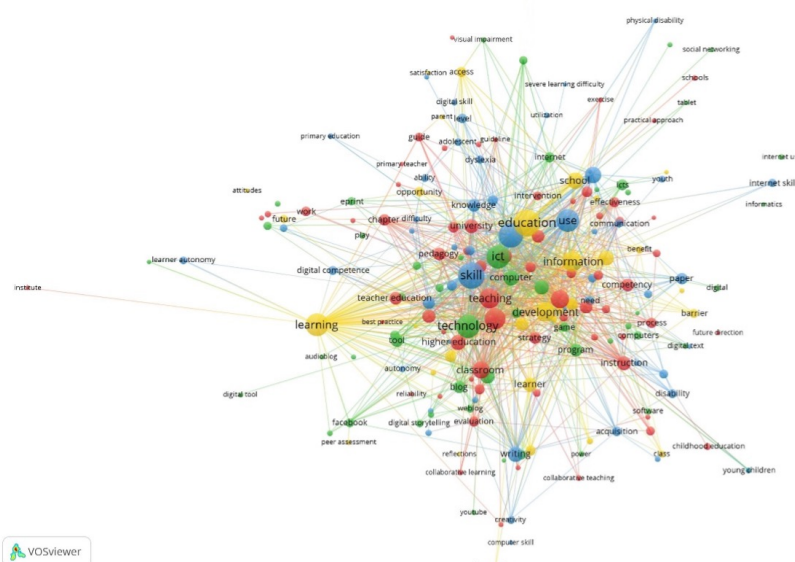 physical disability
visual impairment
social networking
satisfaction
access
severe learning difficulty
schools
digital skill
exercise
tablet
parent
level
utilization
practical approach
primary education
guide
adolescent
guideline
dyslexia
internet
internet u
primary teacher
ability
school
icts
youth
internet skill
attitudes
opportunity
intervention
effectiveness
informatics
eprint
knowledge
work
future
chapter
difficulty
university
education
use
communication
play
pedagogy
ict
information
benefit
learner autonomy
digital competence
skill
computer
competency
paper
digital
institute
teacher education
teaching
need
development
barrier
learning
best practice
technology
game
process
future direction
tool
higher education
strategy
computers
digital text
audioblog
program
autonomy
classroom
instruction
digital tool
reliability
blog
learner
disability
weblog
software
facebook
digital storytelling
evaluation
acquisition
peer assessment
childhood education
reflections
writing
power
class
collaborative learning
collaborative teaching
young children
youtube
creativity
computer skill
VOSviewer